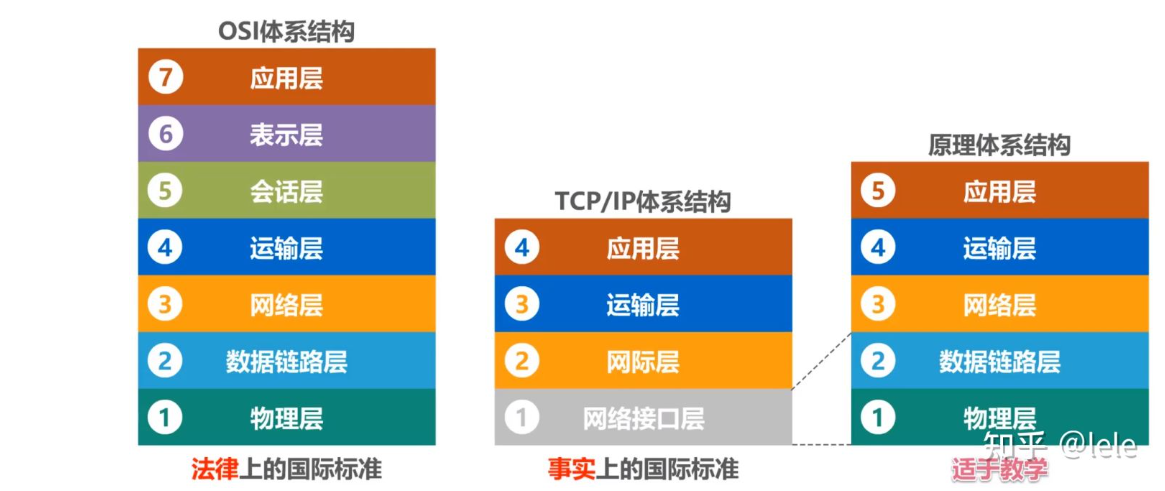 OSI体系结构
7 应用层
6 表示层
5 会话层
4 运输层
3 网络层
2 数据链路层
1 物理层
法律上的国际标准
TCP/IP体系结构
4 应用层
3 运输层
2 网际层
1 网络接口层
事实上的国际标准
原理体系结构
5 应用层
4 运输层
3 网络层
2 数据链路层
1 物理层
适于教学
知乎 @lele